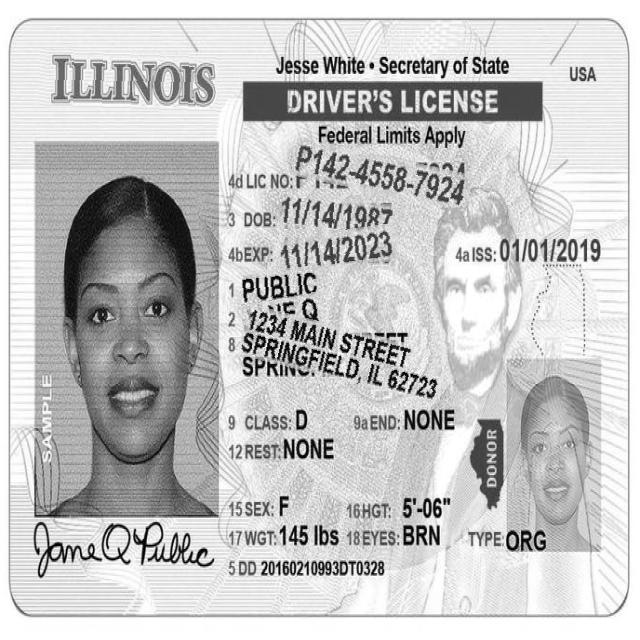 ILLINOIS
Jesse White • Secretary of State
USA
DRIVER'S LICENSE
Federal Limits Apply
4d LIC NO: P142-4558-7924
3 DOB: 11/14/1987
4b EXP: 11/14/2023
4a ISS: 01/01/2019
1 PUBLIC
2 NE Q
8 1234 MAIN STREET
SPRINGFIELD, IL 62723
9 CLASS: D
9a END: NONE
12 REST: NONE
DONOR
SAMPLE
15 SEX: F
16 HGT: 5'-06"
17 WGT: 145 lbs
18 EYES: BRN
TYPE: ORG
Jane Q Public
5 DD 20160210993DT0328